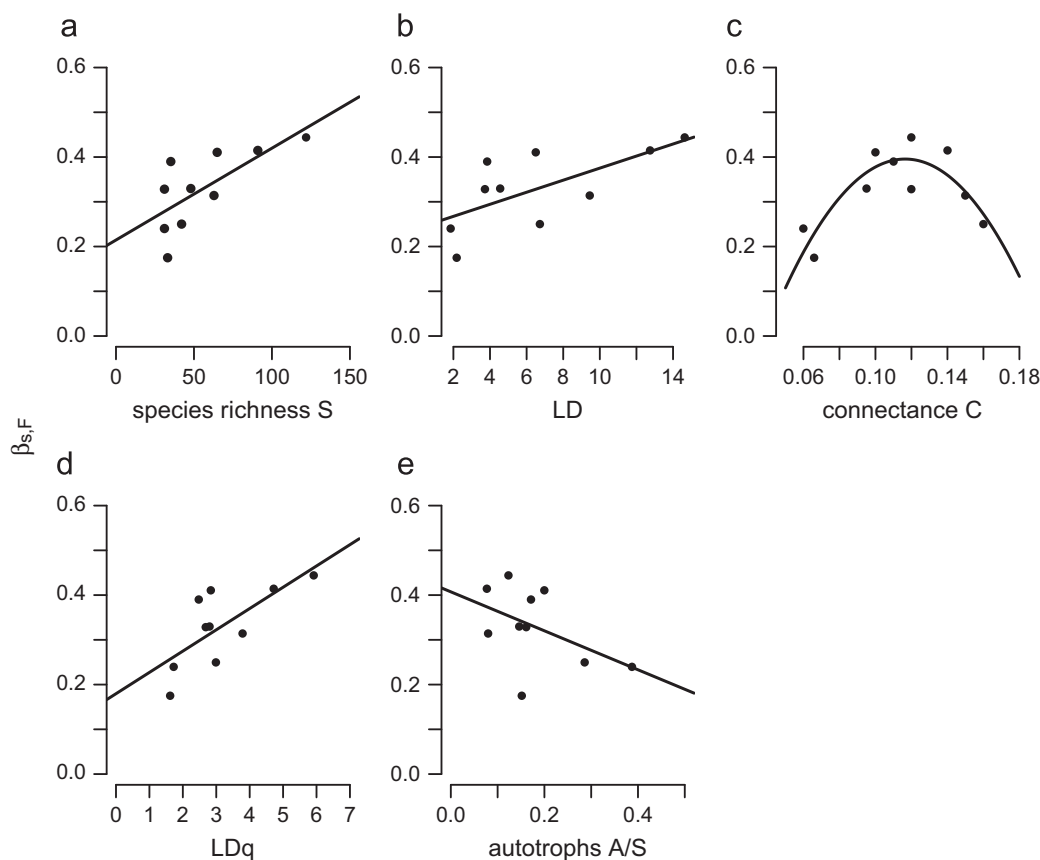 a
b
c
0.6
0.4
0.2
0.0
0 50 100 150
species richness S
0.6
0.4
0.2
0.0
2 4 6 8 10 14
LD
0.6
0.4
0.2
0.0
0.06 0.10 0.14 0.18
connectance C
βs,F
d
e
0.6
0.4
0.2
0.0
0 1 2 3 4 5 6 7
LDq
0.6
0.4
0.2
0.0
0.0 0.2 0.4
autotrophs A/S